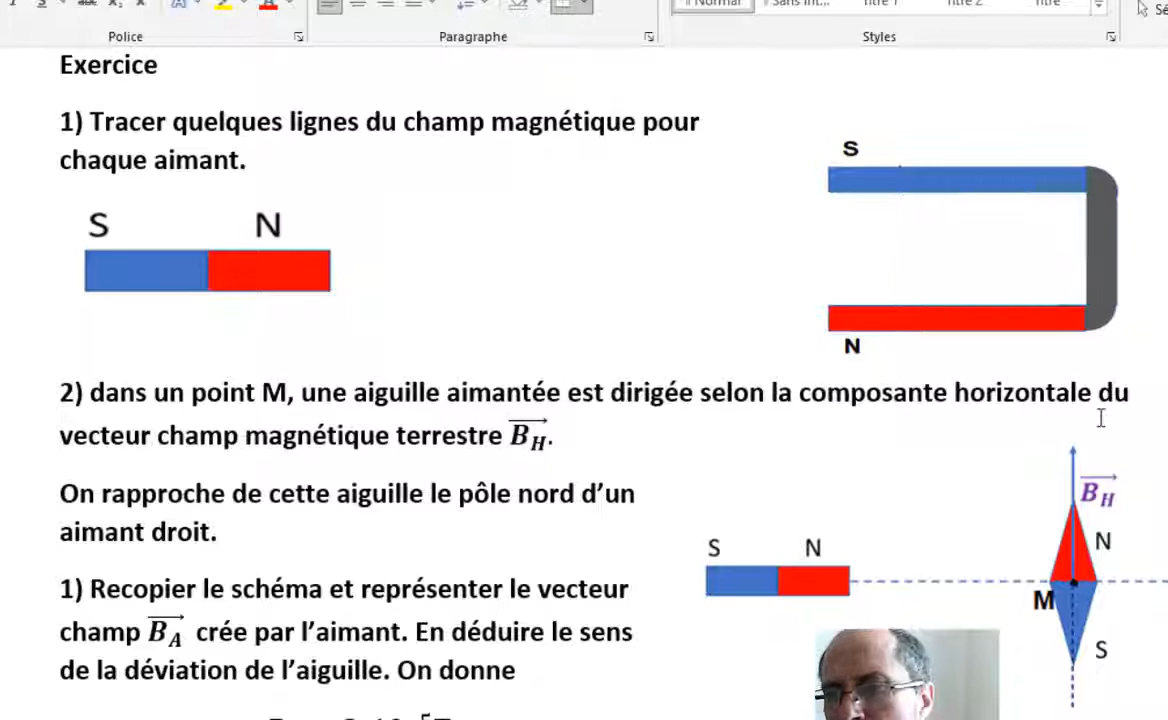 Police
Paragraphe
Styles
Exercice
1) Tracer quelques lignes du champ magnétique pour
chaque aimant.
S N
S
N
2) dans un point M, une aiguille aimantée est dirigée selon la composante horizontale du
vecteur champ magnétique terrestre B_H.
On rapproche de cette aiguille le pôle nord d'un
aimant droit.
1) Recopier le schéma et représenter le vecteur
champ B_A crée par l'aimant. En déduire le sens
de la déviation de l'aiguille. On donne
S N
B_H
N
M
S